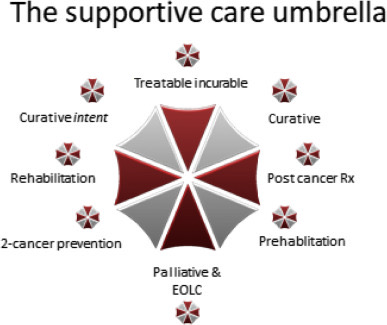 The supportive care umbrella
Treatable incurable
Curative intent
Curative
Rehabilitation
Post cancer Rx
2-cancer prevention
Prehablitation
Palliative &
EOLC